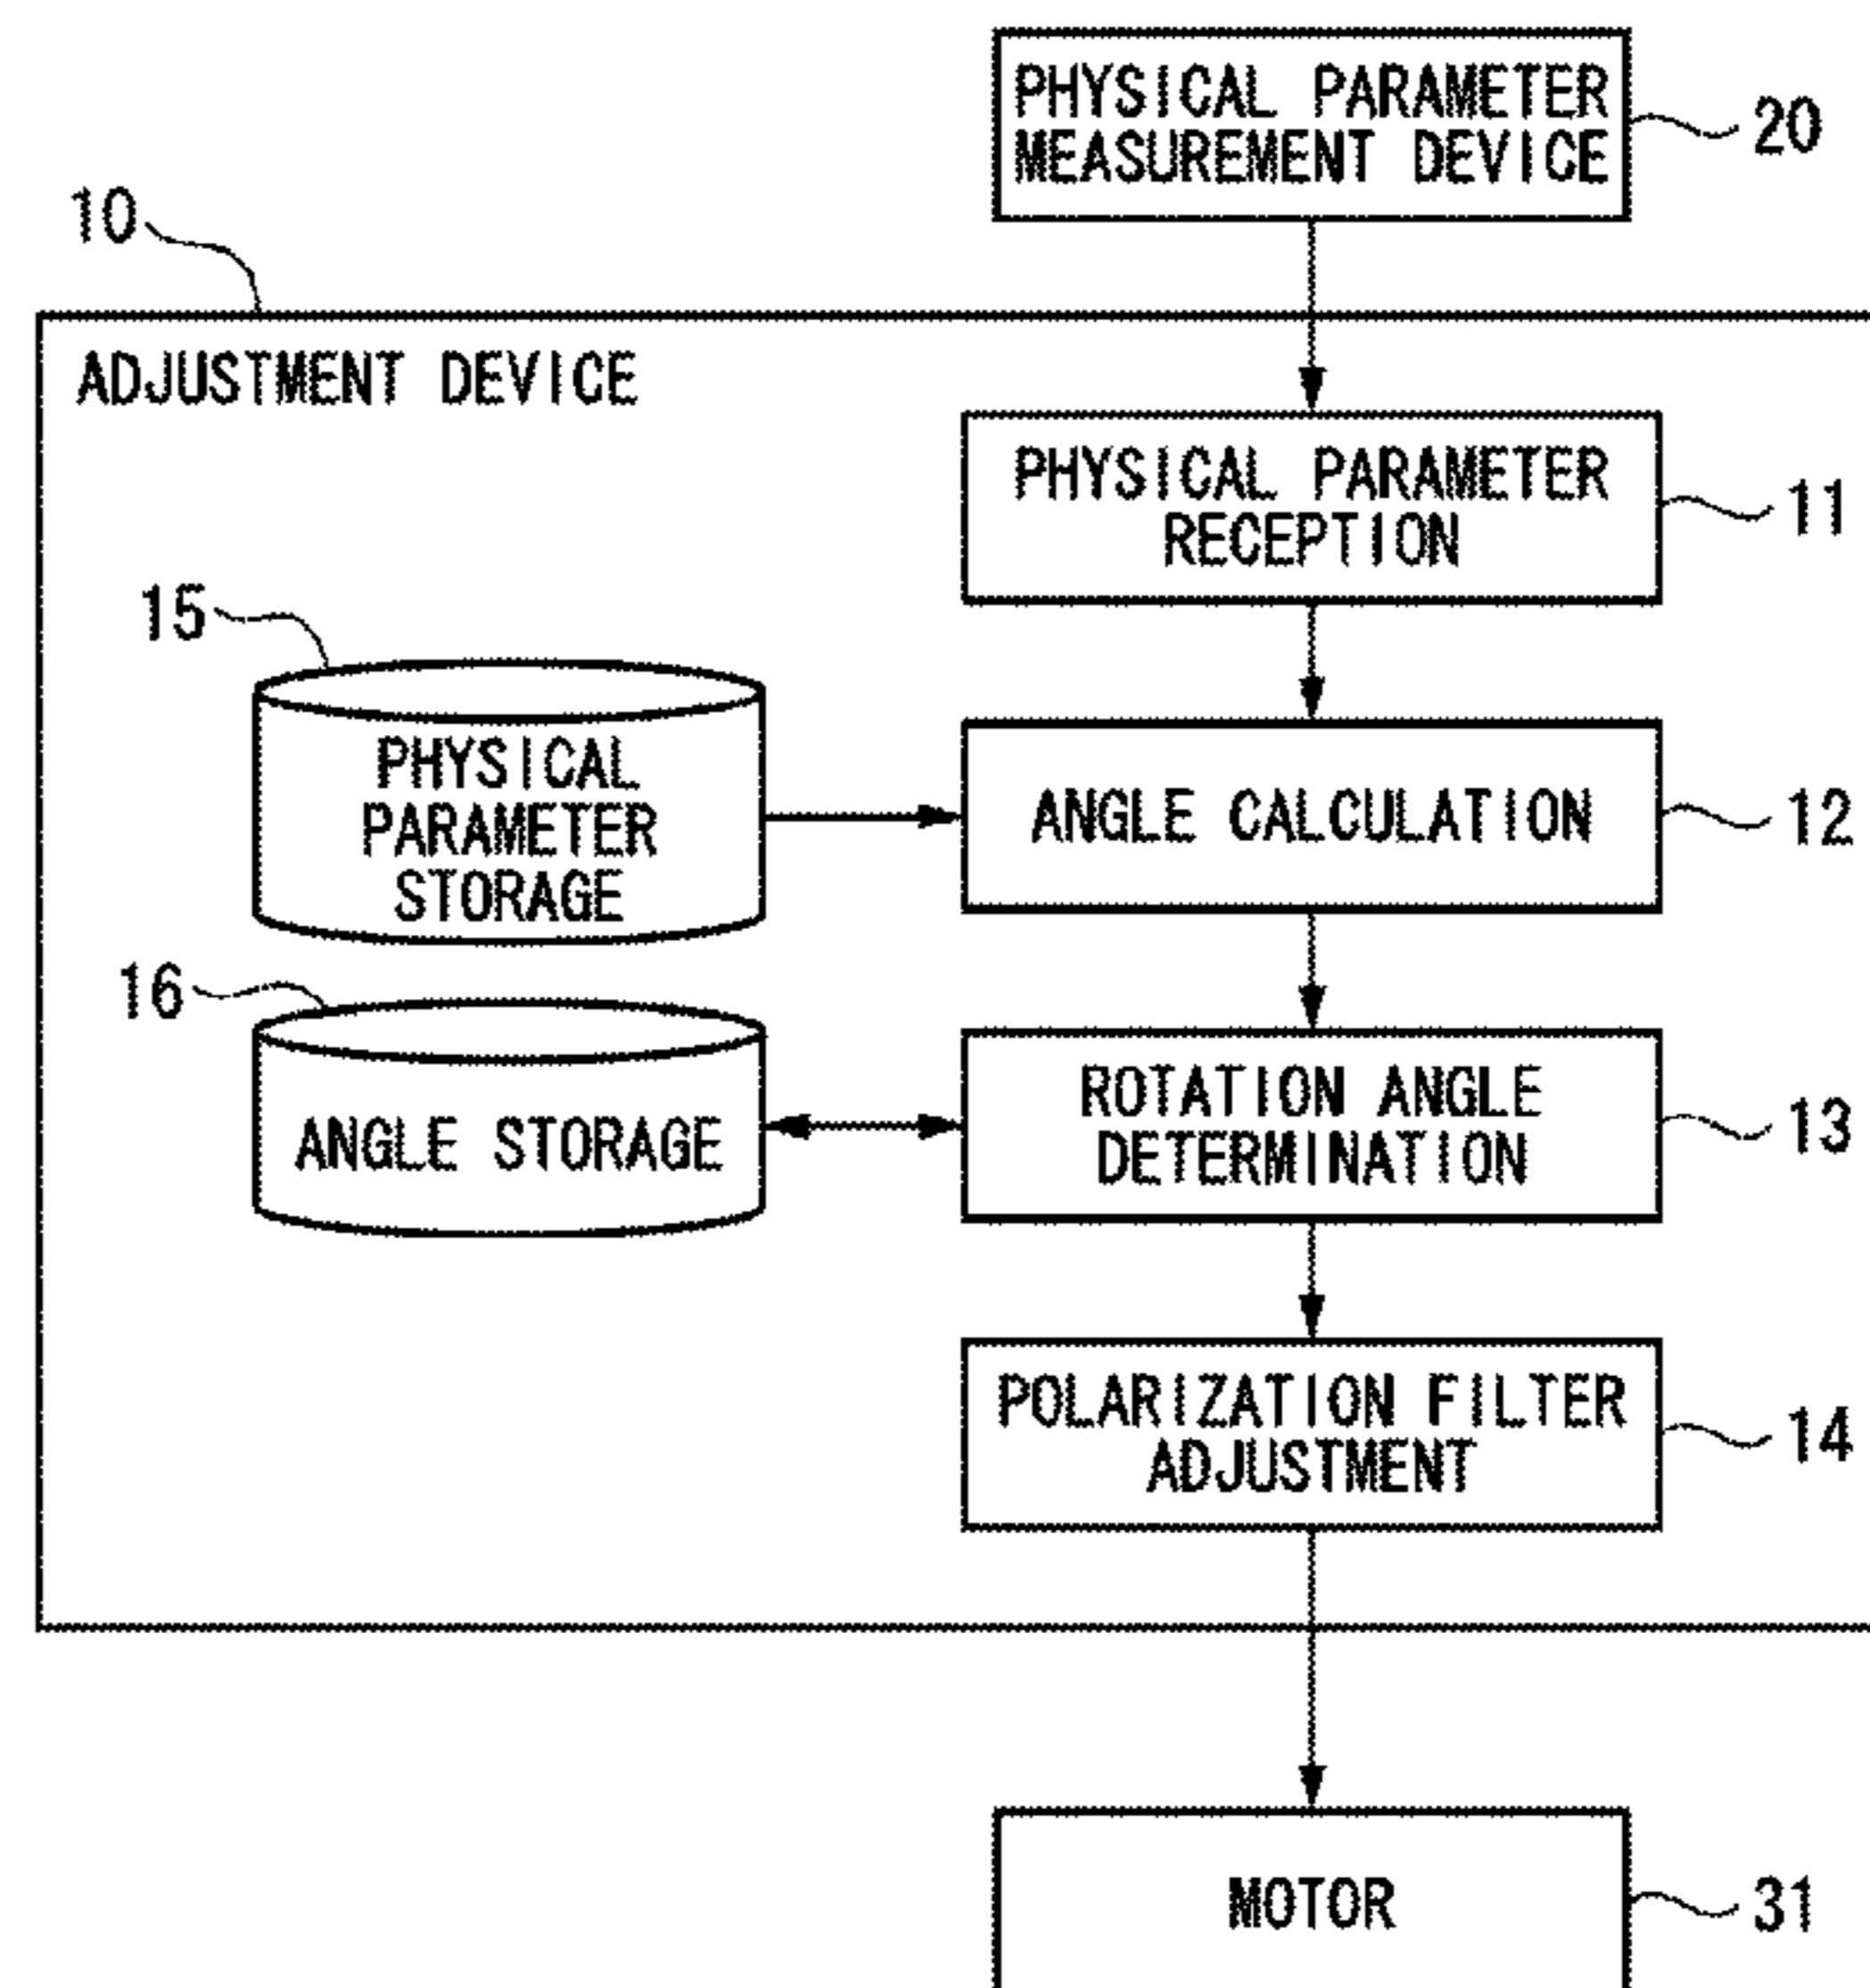 PHYSICAL PARAMETER
MEASUREMENT DEVICE
20
10
ADJUSTMENT DEVICE
PHYSICAL PARAMETER
RECEPTION
11
15
PHYSICAL
PARAMETER
STORAGE
ANGLE CALCULATION
12
16
ANGLE STORAGE
ROTATION ANGLE
DETERMINATION
13
POLARIZATION FILTER
ADJUSTMENT
14
MOTOR
31